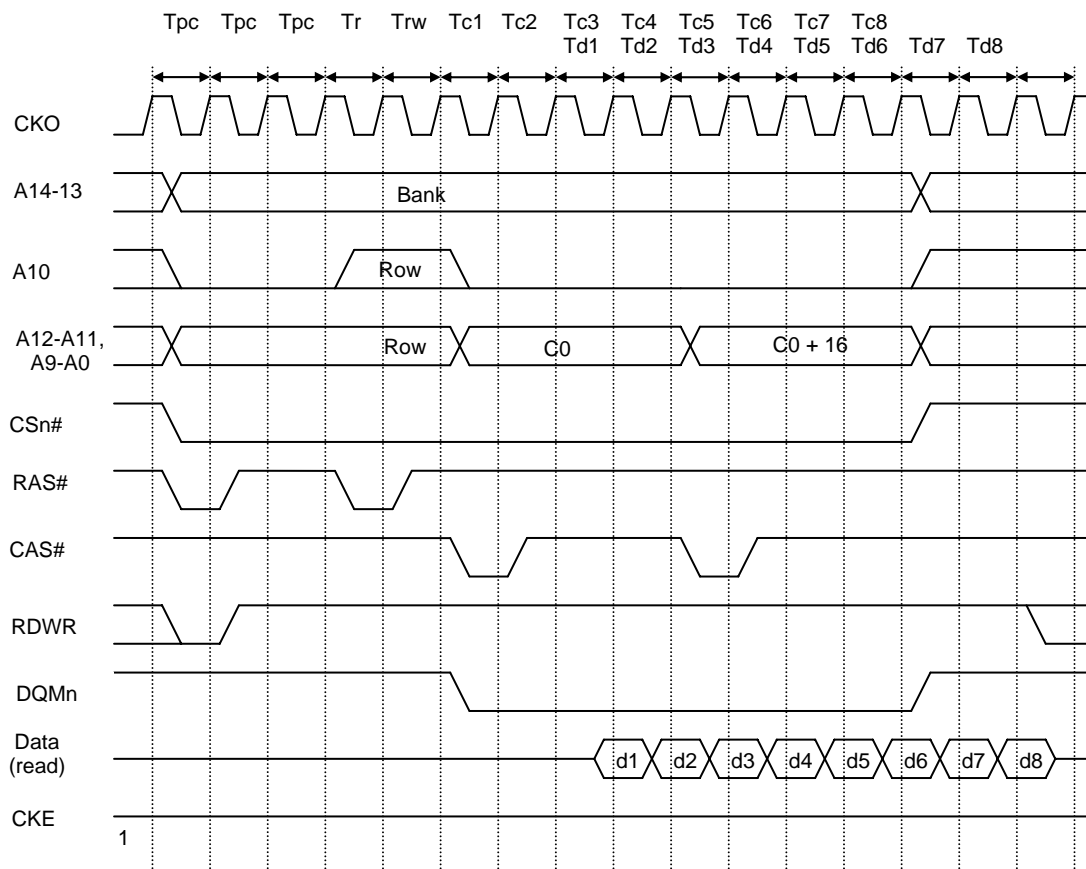 Tpc Tpc Tpc Tr Trw Tc1 Tc2 Tc3 Tc4 Tc5 Tc6 Tc7 Tc8
Td1 Td2 Td3 Td4 Td5 Td6 Td7 Td8
CKO
A14-13 Bank
A10 Row
A12-A11,
A9-A0 Row C0 C0 + 16
CSn#
RAS#
CAS#
RDWR
DQMn
Data
(read) d1 d2 d3 d4 d5 d6 d7 d8
CKE
1